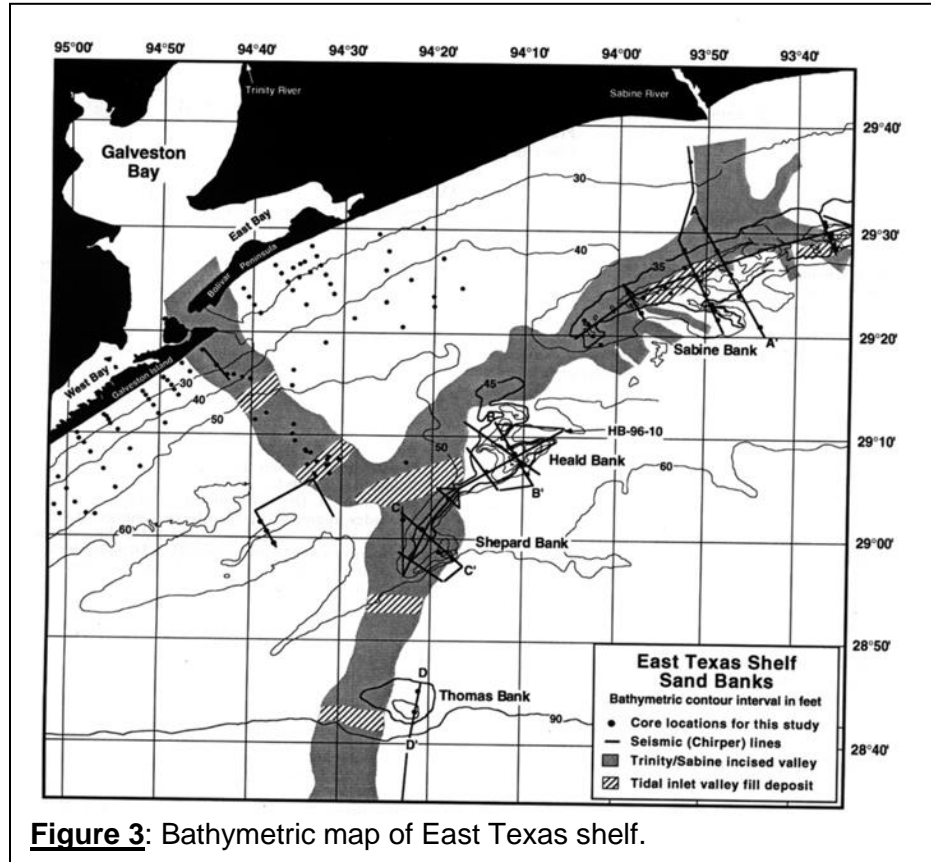 95°00' 94°50' 94°40' 94°30' 94°20' 94°10' 94°00' 93°50' 93°40'
Trinity River
Sabine River
29°40'
Galveston
Bay
30
East Bay
A
29°30'
Bolivar Peninsula
40
35
29°20'
Sabine Bank
A'
West Bay
Galveston Island
30
40
50
45
B
HB-96-10
50
29°10'
Heald Bank
60
B'
C
60
Shepard Bank
29°00'
C'
28°50'
D
Thomas Bank
90
D'
28°40'
East Texas Shelf
Sand Banks
Bathymetric contour interval in feet
Core locations for this study
Seismic (Chirper) lines
Trinity/Sabine incised valley
Tidal inlet valley fill deposit
Figure 3: Bathymetric map of East Texas shelf.